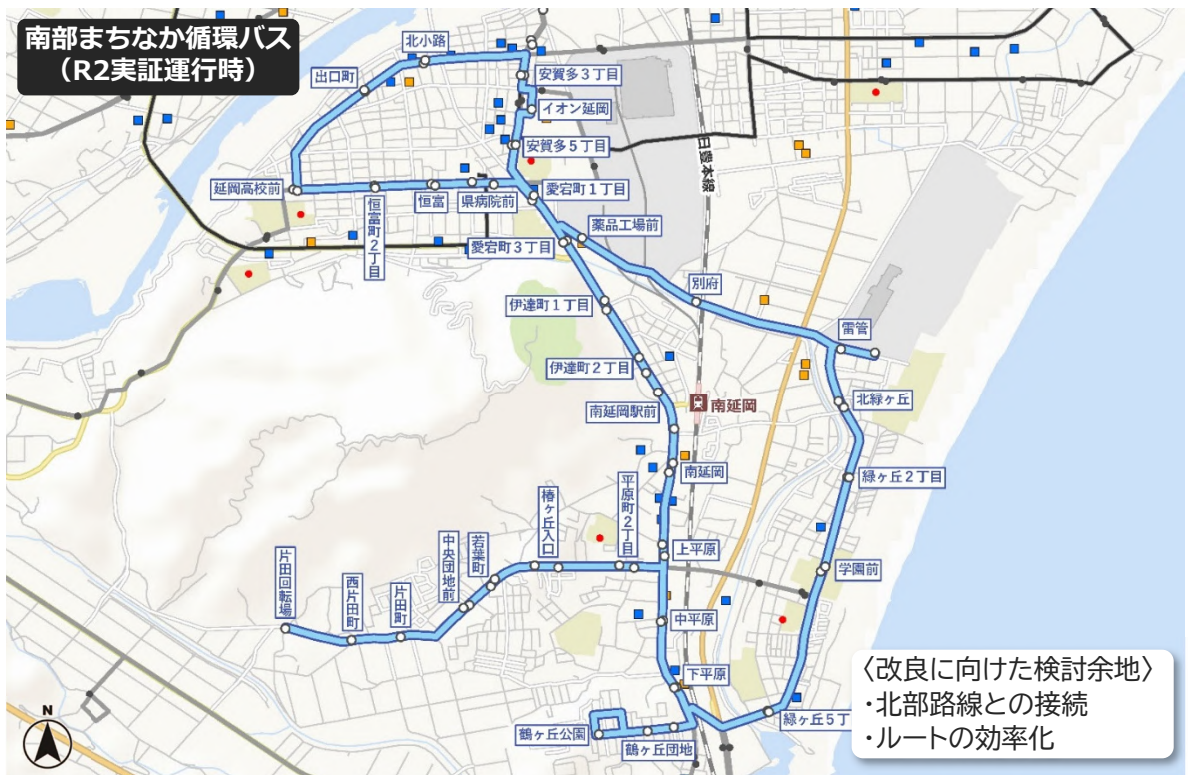 南部まちなか循環バス
（R2実証運行時）
北小路
出口町
安賀多3丁目
イオン延岡
安賀多5丁目
日豊本線
延岡高校前
恒富町2丁目
恒富
県病院前
愛宕町1丁目
薬品工場前
愛宕町3丁目
別府
伊達町1丁目
雷管
伊達町2丁目
北緑ヶ丘
南延岡駅前
南延岡
南延岡
緑ヶ丘2丁目
平原町2丁目
椿ヶ丘入口
若葉町
中央団地前
上平原
学園前
片田回転場
西片田町
片田町
中平原
下平原
緑ヶ丘5丁
鶴ヶ丘公園
鶴ヶ丘団地
N
〈改良に向けた検討余地〉
・北部路線との接続
・ルートの効率化